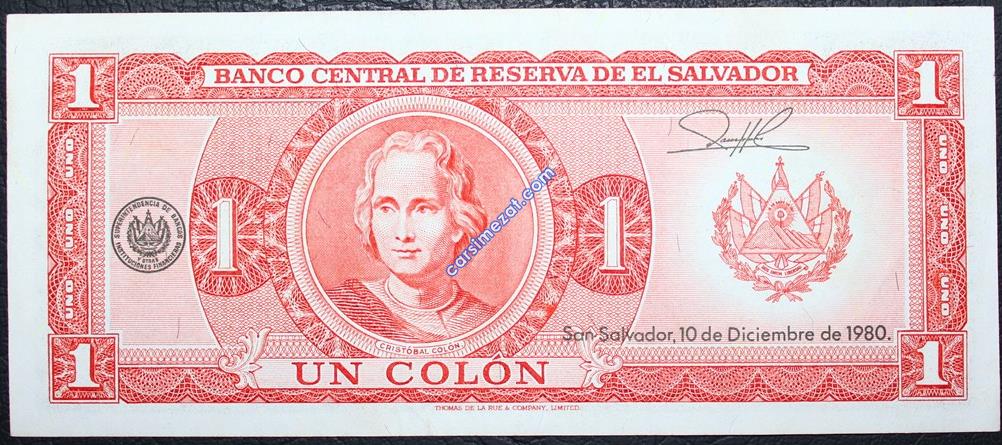 1
BANCO CENTRAL DE RESERVA DE EL SALVADOR
1
UNO UNO UNO
SUPERINTENDENCIA DE BANCOS
Y OTRAS
INSTITUCIONES FINANCIERAS
1
1
carsimezat.com
UNO UNO UNO
CRISTÓBAL COLÓN
San Salvador, 10 de Diciembre de 1980.
1
UN COLÓN
1
THOMAS DE LA RUE & COMPANY, LIMITED.